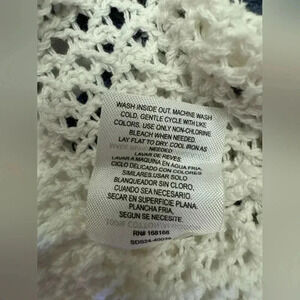 WASH INSIDE OUT. MACHINE WASH
COLD, GENTLE CYCLE WITH LIKE
COLORS. USE ONLY NON-CHLORINE
BLEACH WHEN NEEDED.
LAY FLAT TO DRY. COOL IRON AS
NEEDED.
LAVAR DE REVES.
LAVAR A MAQUINA EN AGUA FRIA,
CICLO DELICADO CON COLORES
SIMILARES. USAR SOLO
BLANQUEADOR SIN CLORO,
CUANDO SEA NECESARIO.
SECAR EN SUPERFICIE PLANA.
PLANCHA FRIA,
SEGUN SE NECESITE.
RN# 168166